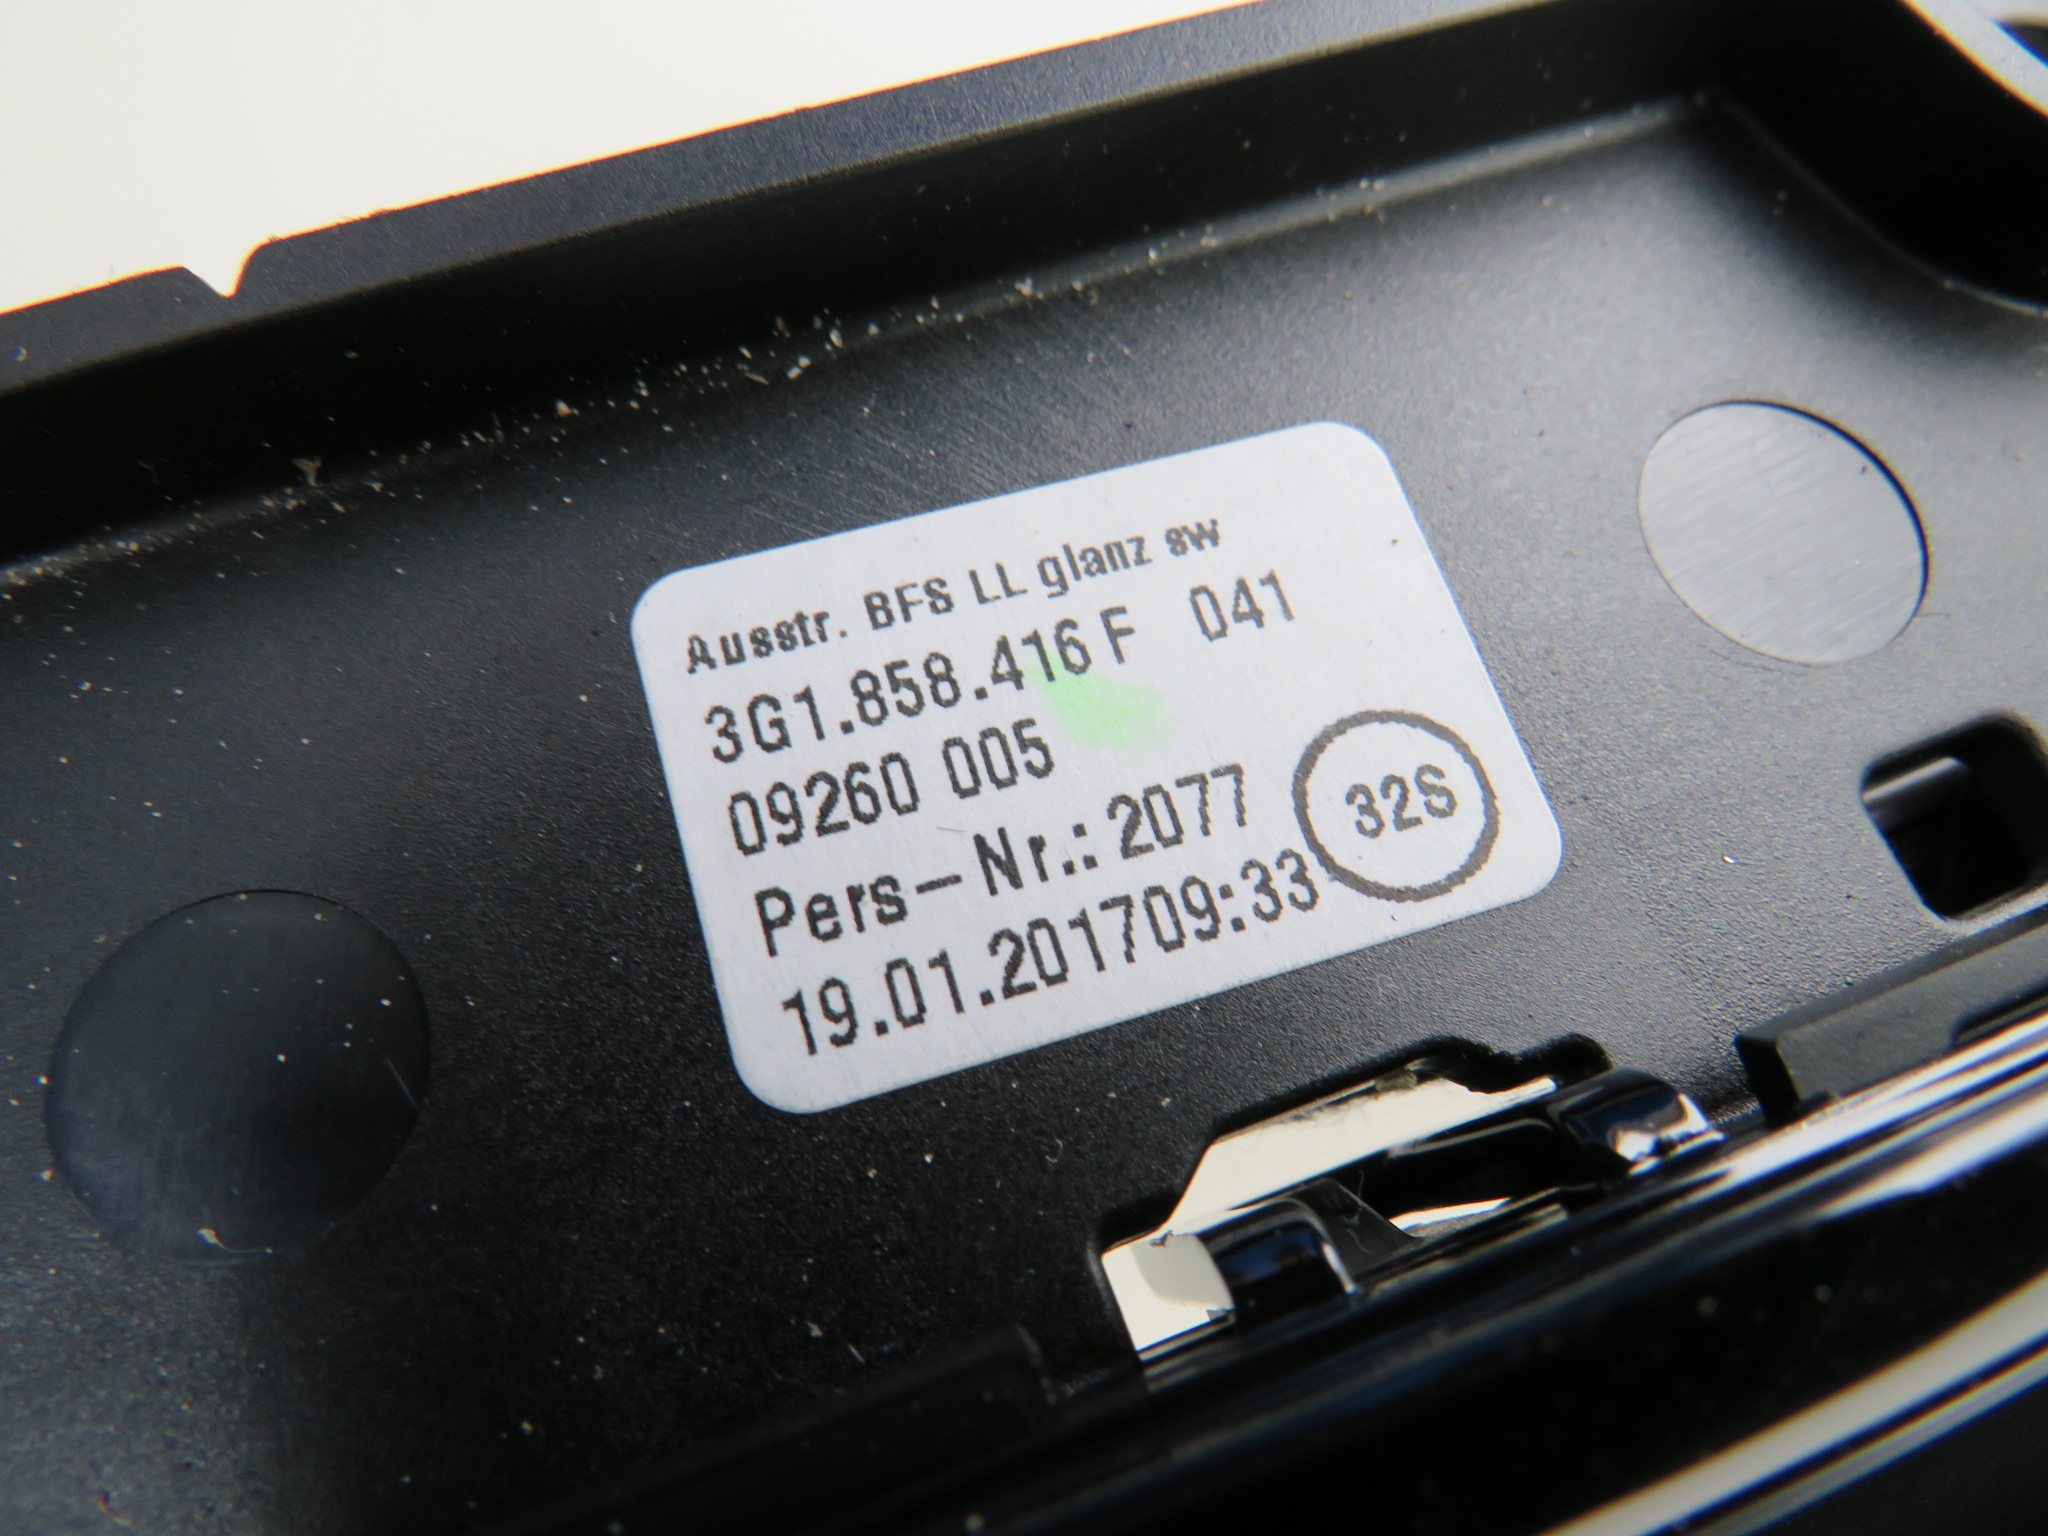 Ausstr. BFS LL glanz sw
3G1.858.416 F 041
09260 005
Pers-Nr.: 2077
32S
19.01.201709:33